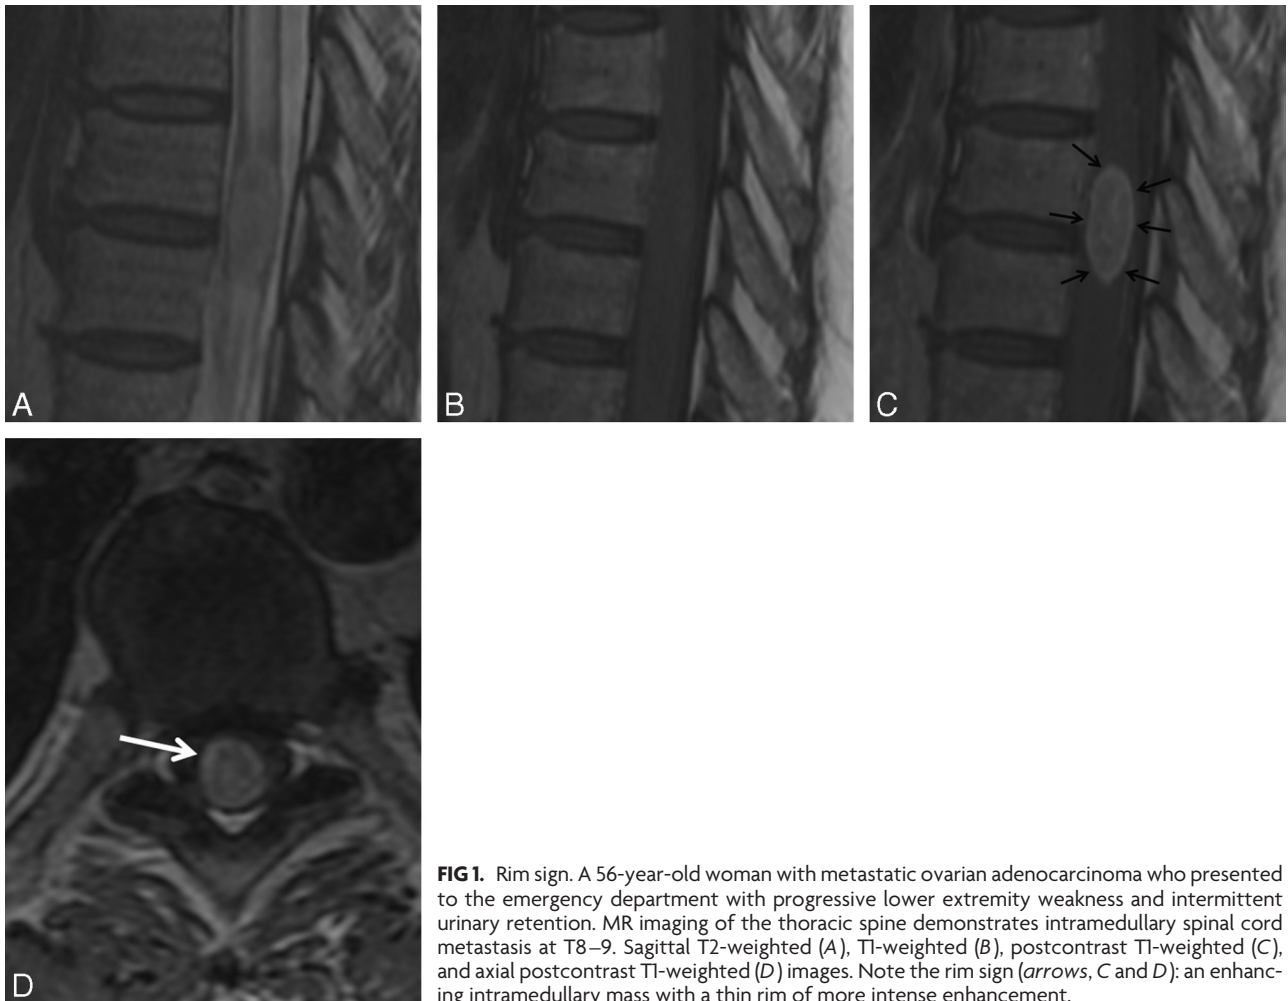 A
B
C
D
FIG 1. Rim sign. A 56-year-old woman with metastatic ovarian adenocarcinoma who presented
to the emergency department with progressive lower extremity weakness and intermittent
urinary retention. MR imaging of the thoracic spine demonstrates intramedullary spinal cord
metastasis at T8–9. Sagittal T2-weighted (A), T1-weighted (B), postcontrast T1-weighted (C),
and axial postcontrast T1-weighted (D) images. Note the rim sign (arrows, C and D): an enhanc-
ing intramedullary mass with a thin rim of more intense enhancement.